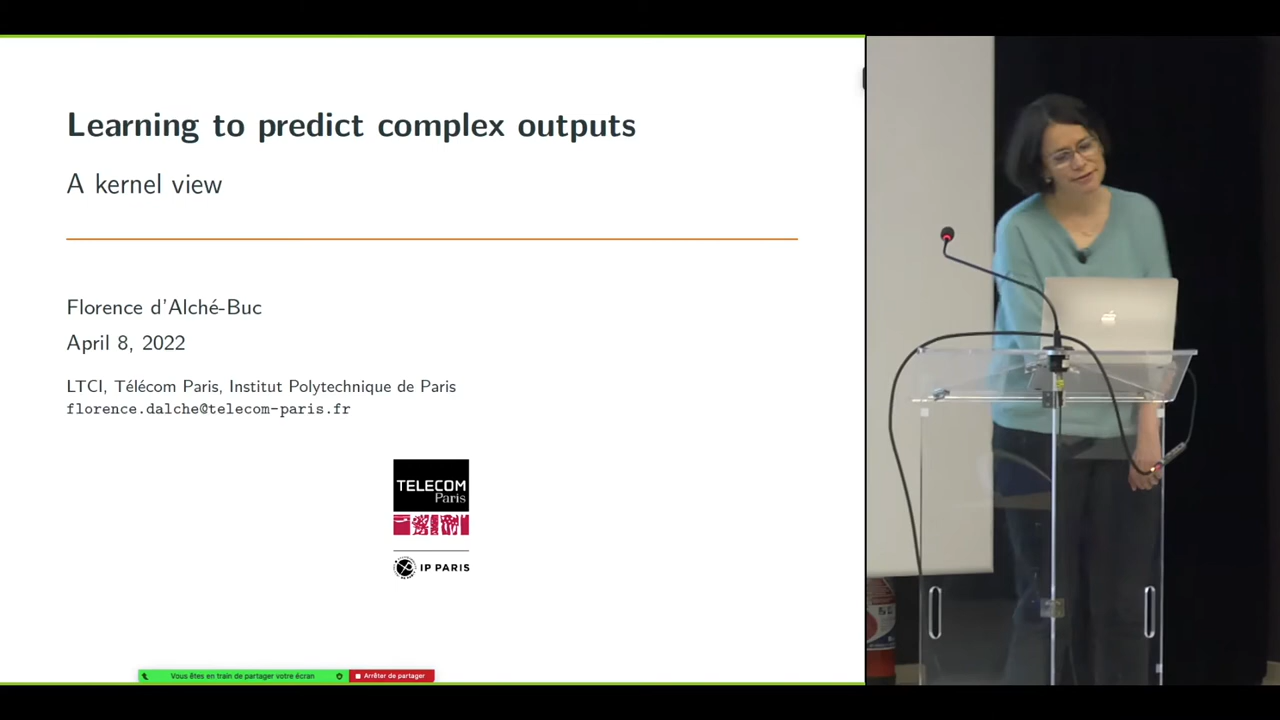 Learning to predict complex outputs
A kernel view
Florence d'Alché-Buc
April 8, 2022
LTCI, Télécom Paris, Institut Polytechnique de Paris
florence.dalche@telecom-paris.fr
TELECOM
Paris
IP PARIS
Vous êtes en train de partager votre écran
Arrêter de partager